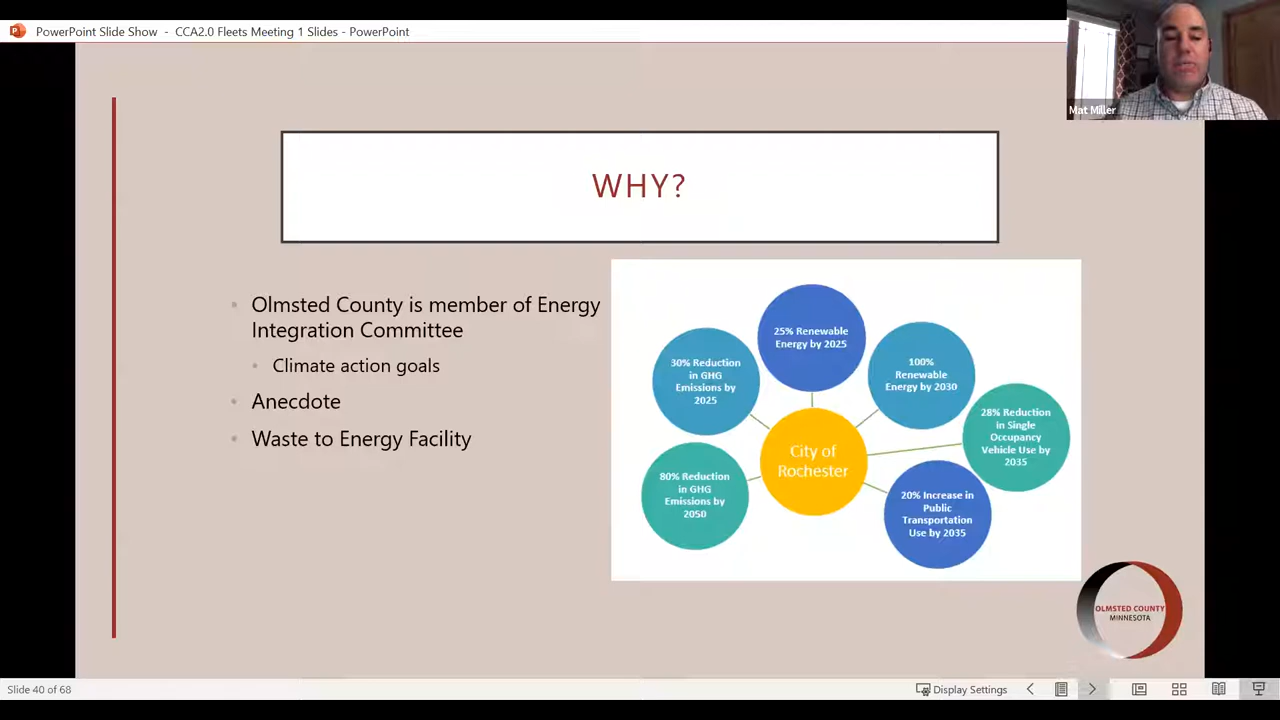 PowerPoint Slide Show - CCA2.0 Fleets Meeting 1 Slides - PowerPoint
Mat Miller
WHY?
Olmsted County is member of Energy
Integration Committee
Climate action goals
Anecdote
Waste to Energy Facility
25% Renewable
Energy by 2025
30% Reduction
in GHG
Emissions by
2025
100%
Renewable
Energy by 2030
28% Reduction
in Single
Occupancy
Vehicle Use by
2035
City of
Rochester
80% Reduction
in GHG
Emissions by
2050
20% Increase in
Public
Transportation
Use by 2035
OLMSTED COUNTY
MINNESOTA
Slide 40 of 68
Display Settings